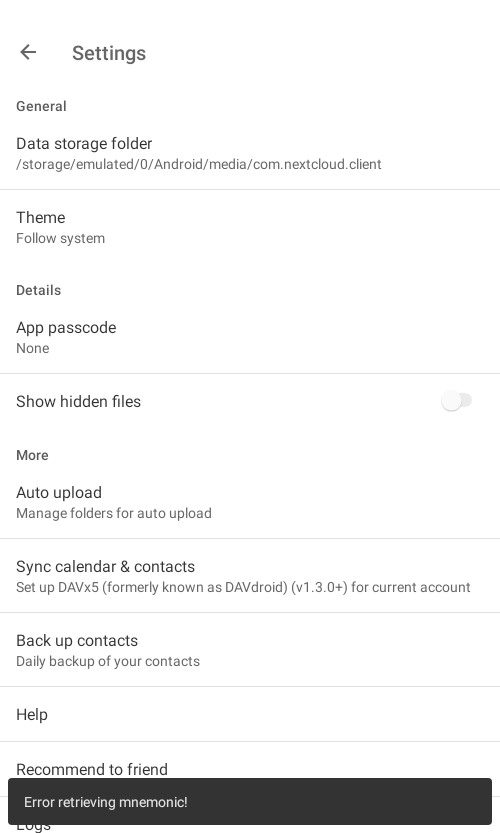 Settings
General
Data storage folder
/storage/emulated/0/Android/media/com.nextcloud.client
Theme
Follow system
Details
App passcode
None
Show hidden files
More
Auto upload
Manage folders for auto upload
Sync calendar & contacts
Set up DAVx5 (formerly known as DAVdroid) (v1.3.0+) for current account
Back up contacts
Daily backup of your contacts
Help
Recommend to friend
Error retrieving mnemonic!
Logs